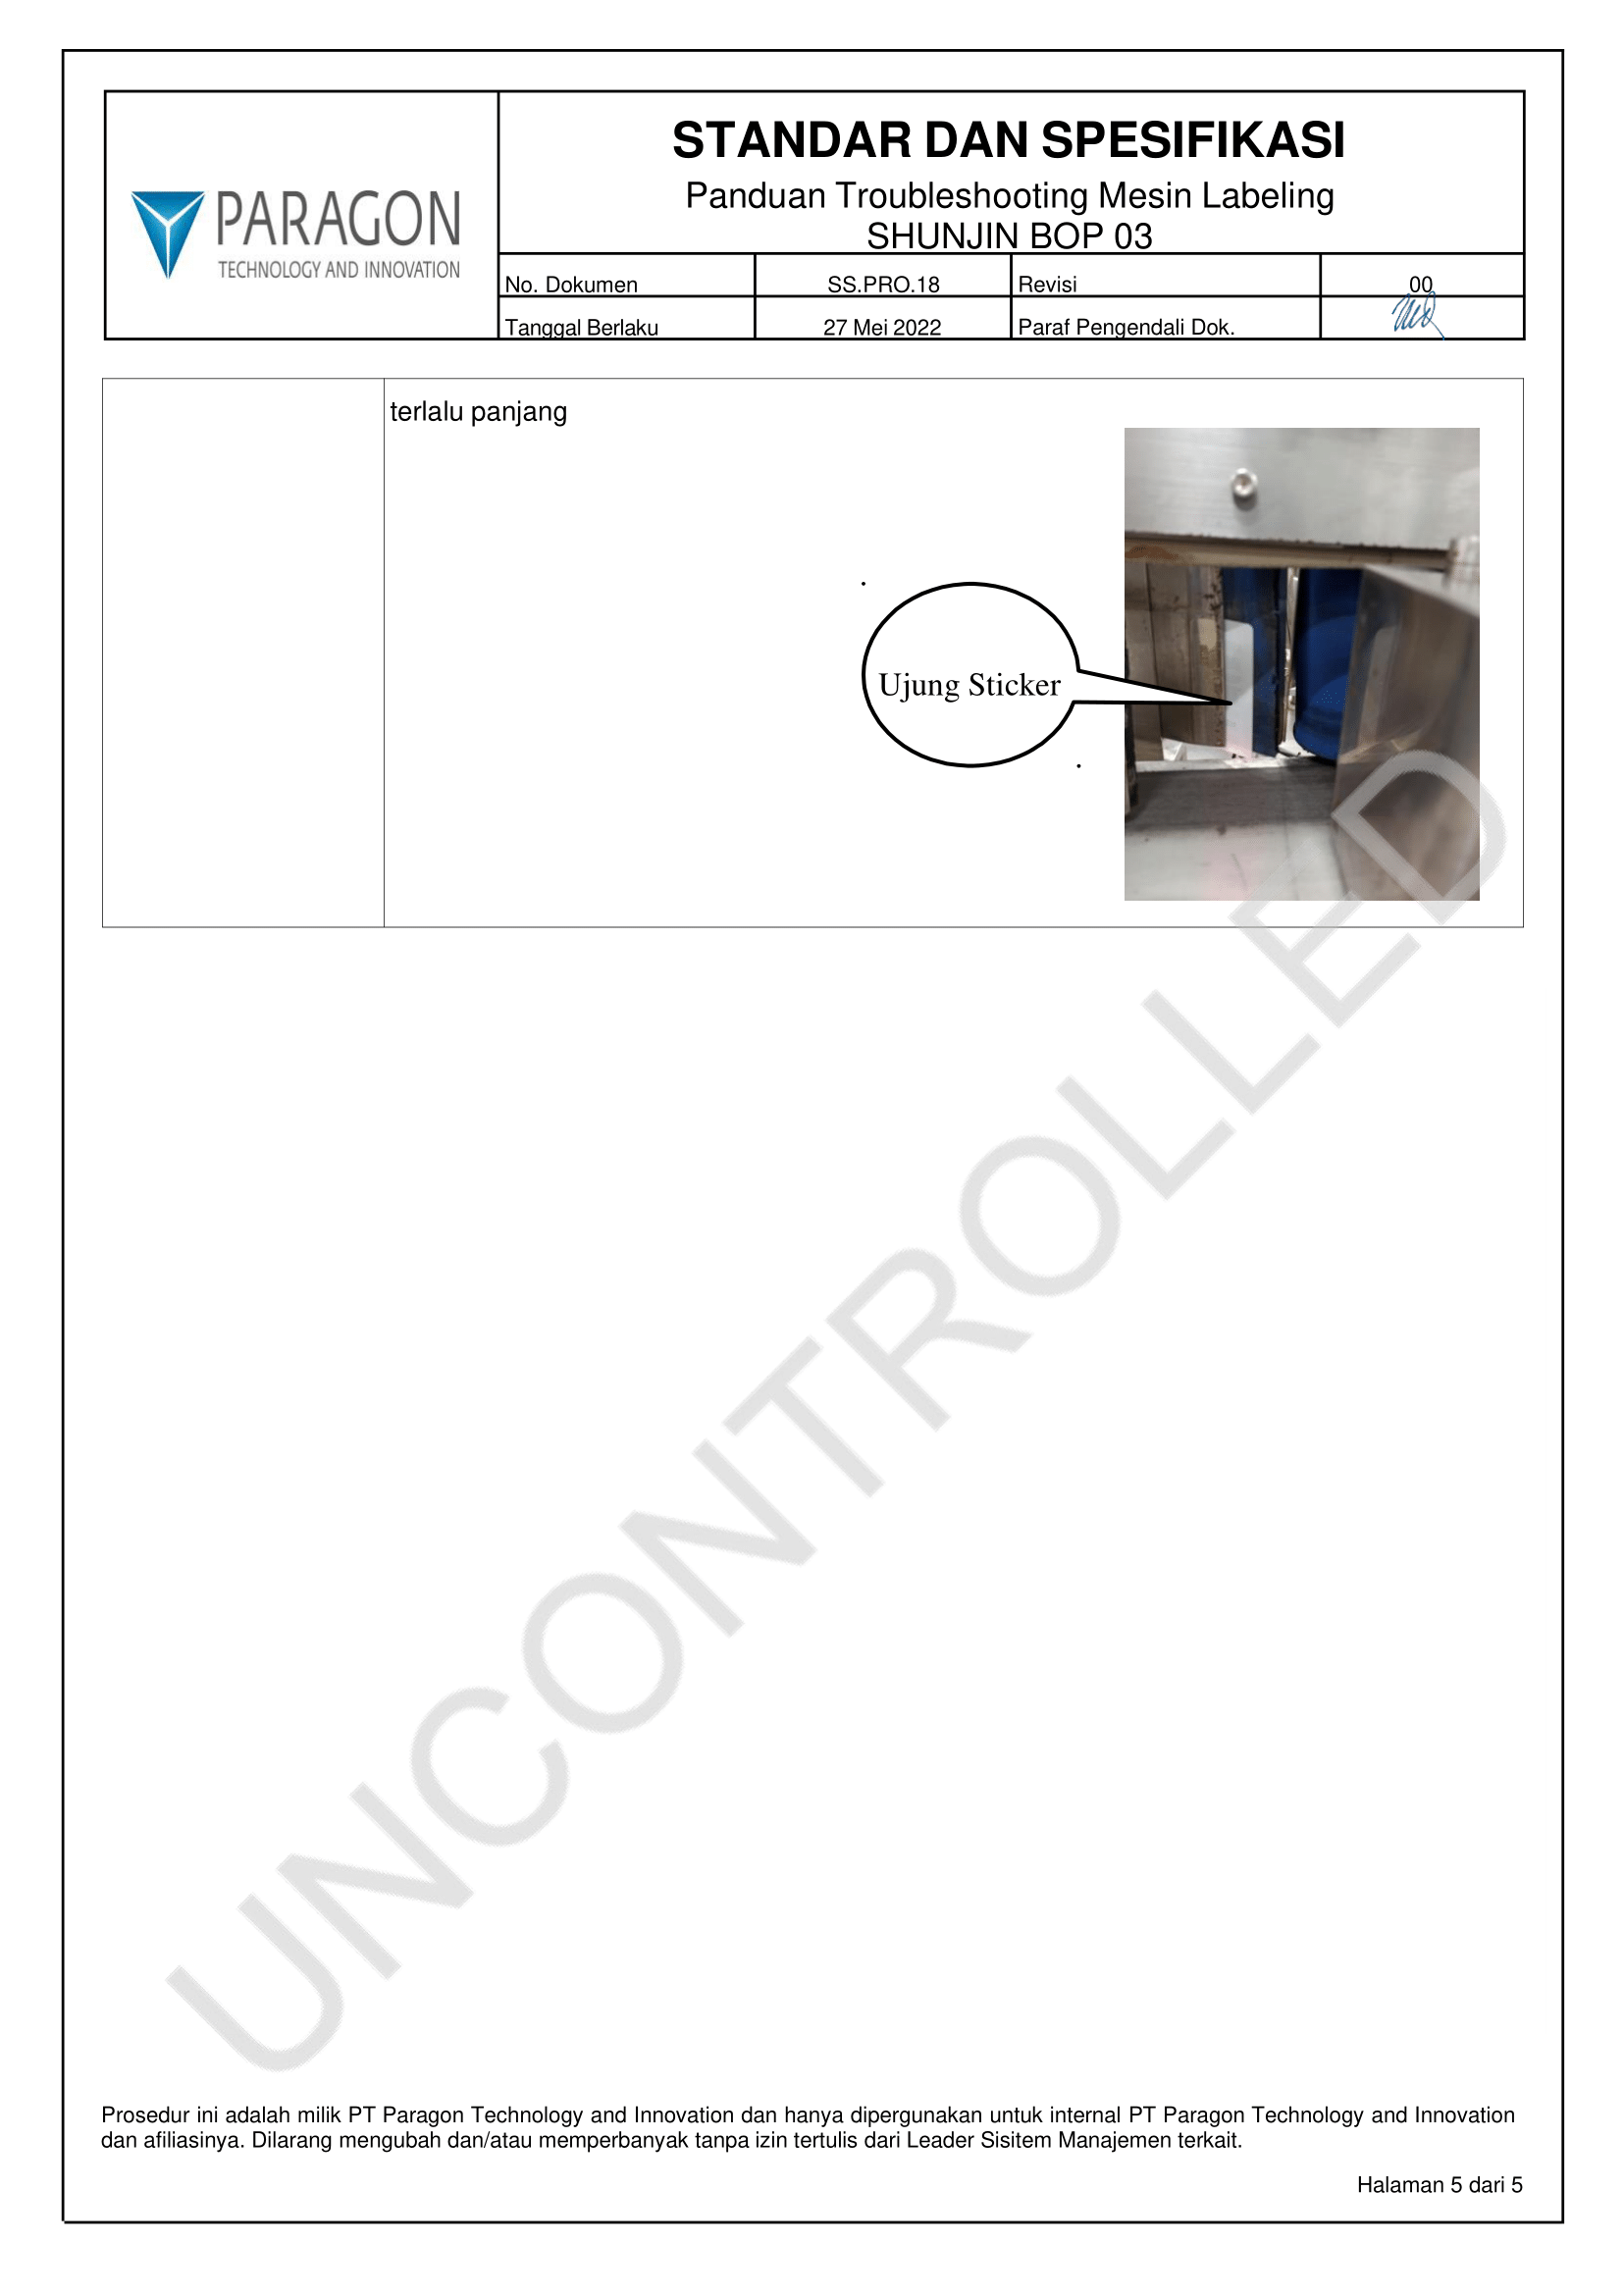 PARAGON
TECHNOLOGY AND INNOVATION
STANDAR DAN SPESIFIKASI
Panduan Troubleshooting Mesin Labeling
SHUNJIN BOP 03
No. Dokumen SS.PRO.18 Revisi 00
Tanggal Berlaku 27 Mei 2022 Paraf Pengendali Dok.
terlalu panjang
Ujung Sticker
UNCONTROLLED
Prosedur ini adalah milik PT Paragon Technology and Innovation dan hanya dipergunakan untuk internal PT Paragon Technology and Innovation
dan afiliasinya. Dilarang mengubah dan/atau memperbanyak tanpa izin tertulis dari Leader Sisitem Manajemen terkait.
Halaman 5 dari 5